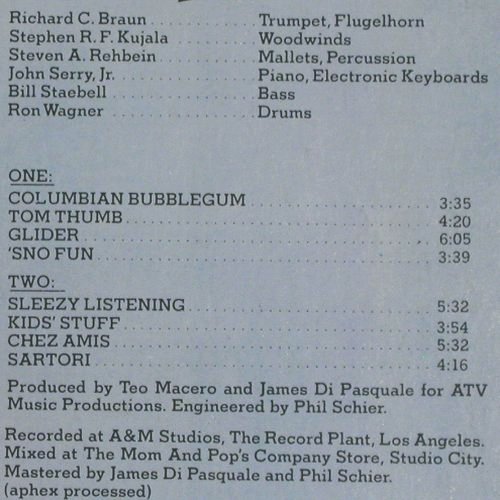 Richard C. Braun ............... Trumpet, Flugelhorn
Stephen R. F. Kujala ............ Woodwinds
Steven A. Rehbein .............. Mallets, Percussion
John Serry, Jr. ................ Piano, Electronic Keyboards
Bill Staebell .................. Bass
Ron Wagner .................. Drums
ONE:
COLUMBIAN BUBBLEGUM .................... 3:35
TOM THUMB .................................. 4:20
GLIDER ....................................... 6:05
'SNO FUN ..................................... 3:39
TWO:
SLEEZY LISTENING ........................... 5:32
KIDS' STUFF .................................. 3:54
CHEZ AMIS ................................... 5:32
SARTORI ..................................... 4:16
Produced by Teo Macero and James Di Pasquale for ATV
Music Productions. Engineered by Phil Schier.
Recorded at A&M Studios, The Record Plant, Los Angeles.
Mixed at The Mom And Pop's Company Store, Studio City.
Mastered by James Di Pasquale and Phil Schier.
(aphex processed)